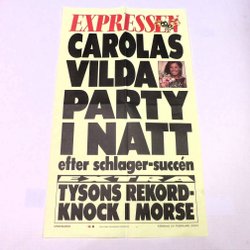 EXPRESSEN
CAROLAS
VILDA
PARTY
I NATT
efter schlager-succén
EXTRA
TYSONS REKORD-
KNOCK I MORSE